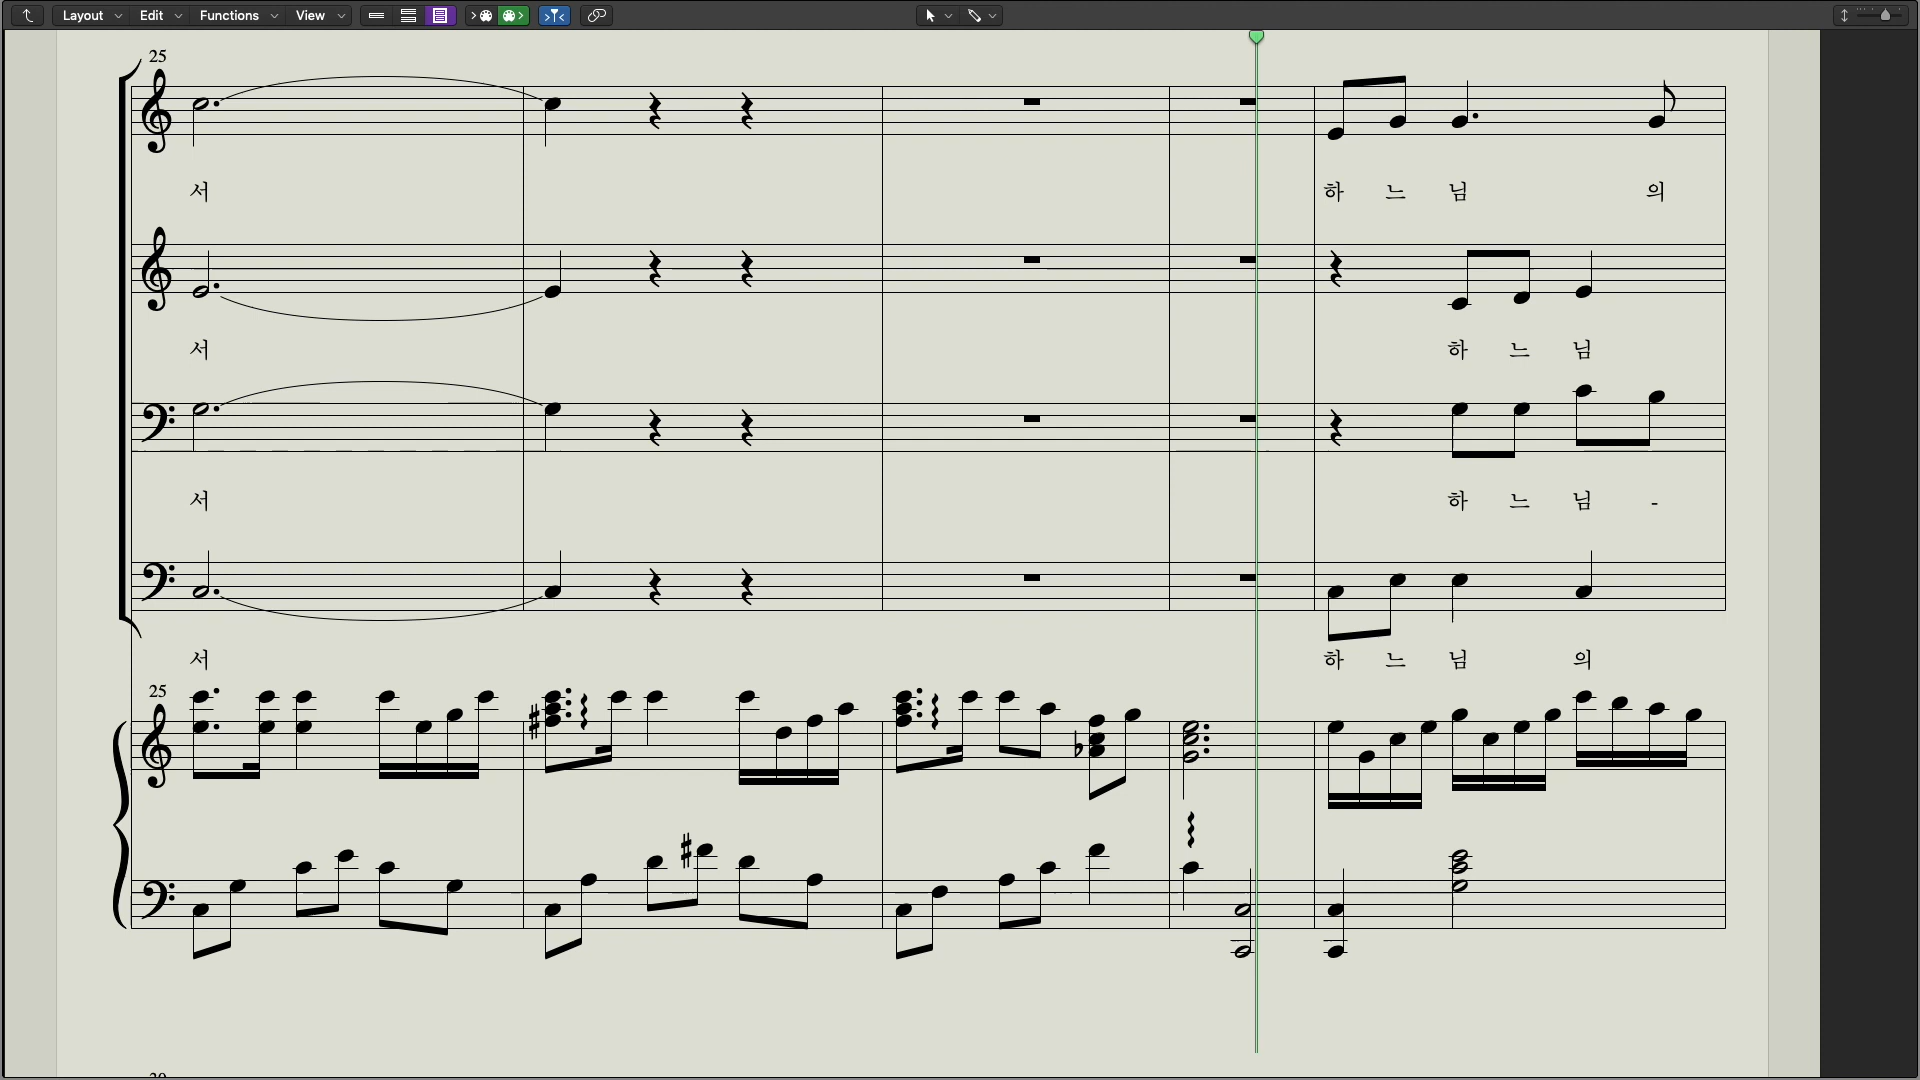 Layout Edit Functions View
25
서 하 느 님 의
서 하 느 님
서 하 느 님 -
서 하 느 님 의
25